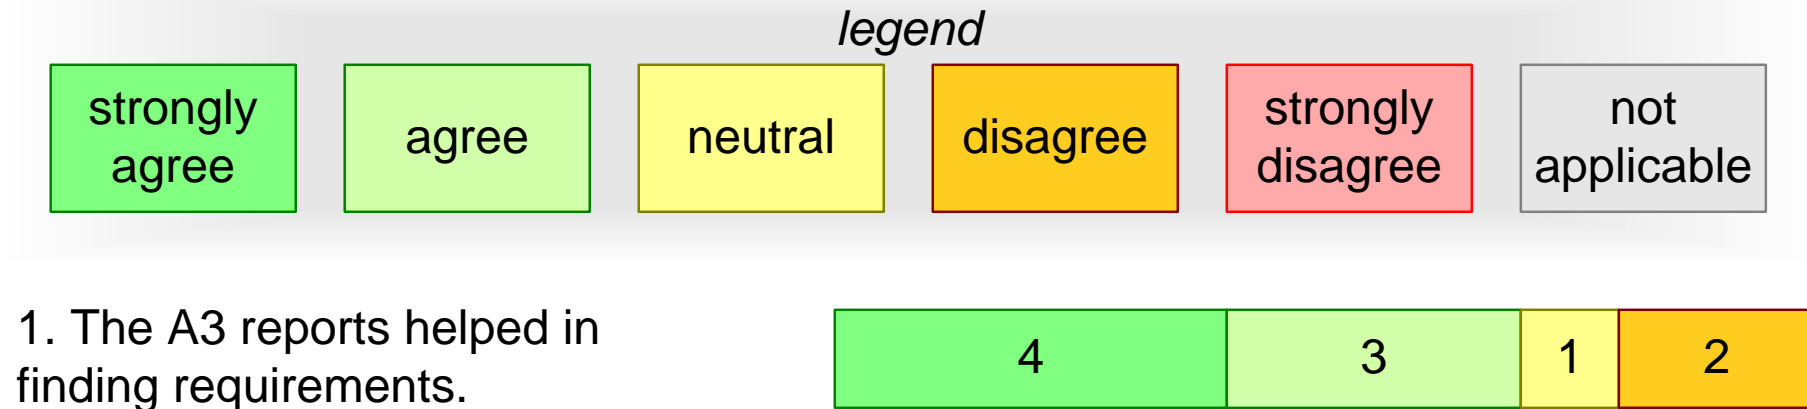 legend
strongly
agree
agree
neutral
disagree
strongly
disagree
not
applicable
1. The A3 reports helped in
finding requirements.
4 3 1 2